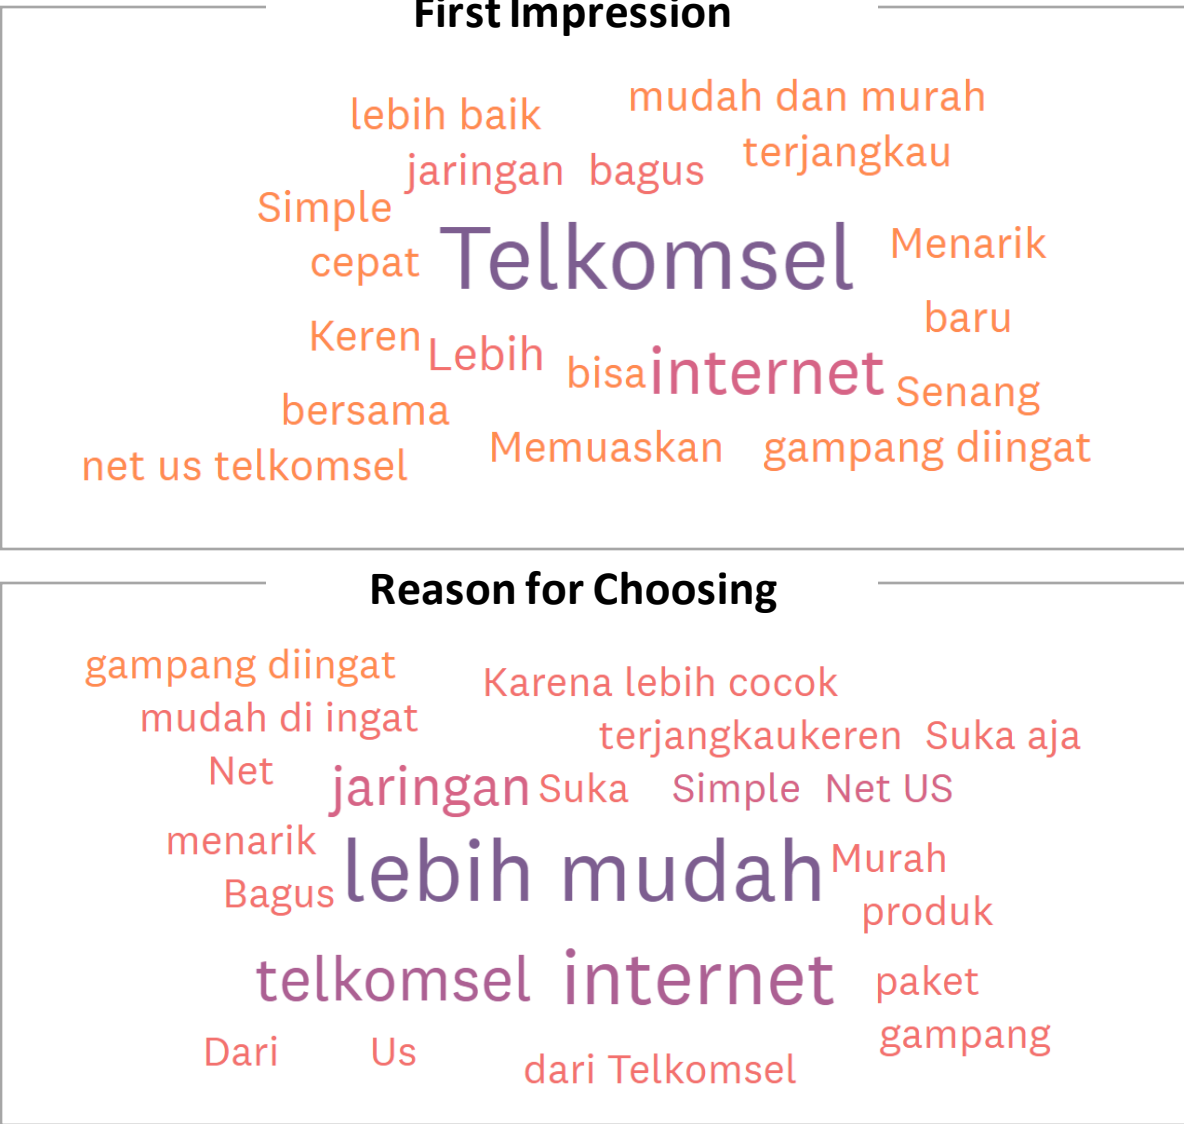 First Impression
lebih baik
mudah dan murah
jaringan bagus
terjangkau
Simple
cepat
Telkomsel
Menarik
baru
Keren
Lebih
bisa
internet
Senang
bersama
net us telkomsel
Memuaskan
gampang diingat
Reason for Choosing
gampang diingat
Karena lebih cocok
mudah di ingat
terjangkau
keren
Suka aja
Net
jaringan
Suka
Simple
Net US
menarik
Bagus
lebih mudah
Murah
produk
telkomsel
internet
paket
gampang
Dari
Us
dari Telkomsel